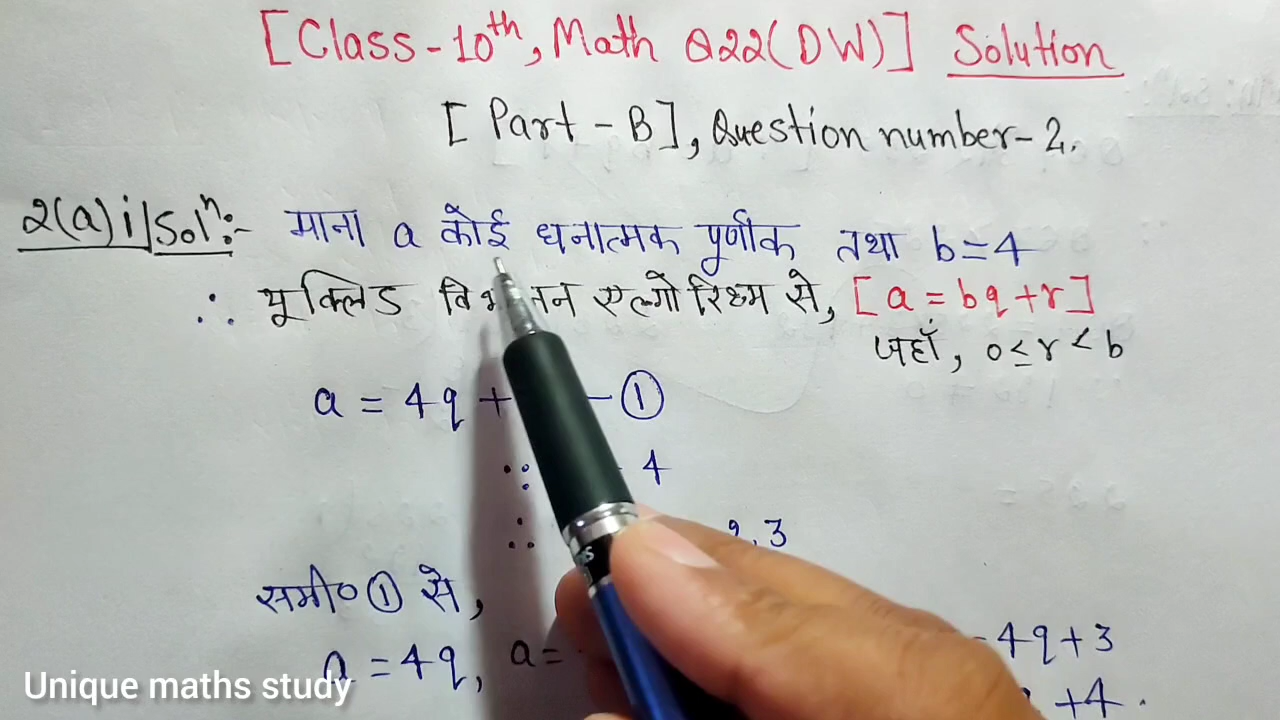 [Class-10th, Math Q22(DW)] Solution
[Part-B], Question number-2.
2(a)i|Solⁿ:- माना a कोई धनात्मक पूर्णांक तथा b=4
∴ यूक्लिड एल्गोरिथ्म से, [a=bq+r]
जहाँ, 0≤r<b
a = 4q + - ①
∵ 4
∴ 2,3
समी० ① से,
a = 4q, a= 4q+3
+4.
Unique maths study